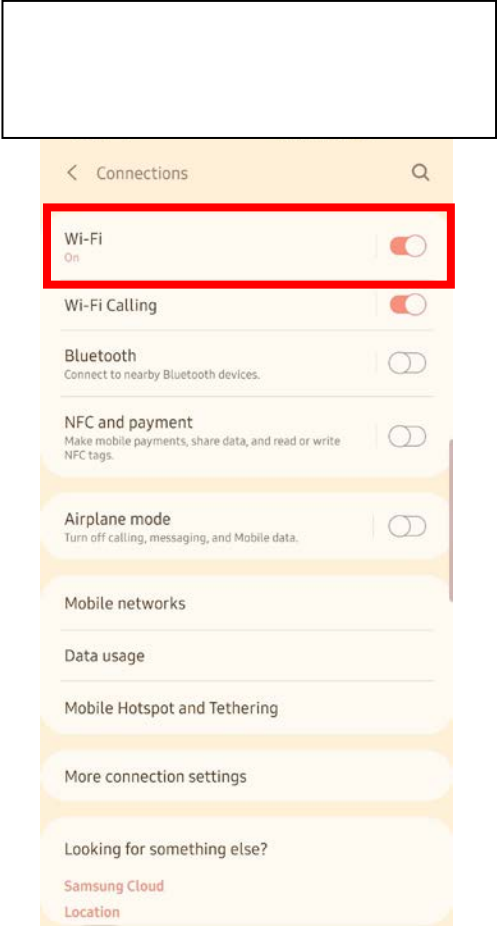 Connections
Wi-Fi
On
Wi-Fi Calling
Bluetooth
Connect to nearby Bluetooth devices.
NFC and payment
Make mobile payments, share data, and read or write
NFC tags.
Airplane mode
Turn off calling, messaging, and Mobile data.
Mobile networks
Data usage
Mobile Hotspot and Tethering
More connection settings
Looking for something else?
Samsung Cloud
Location